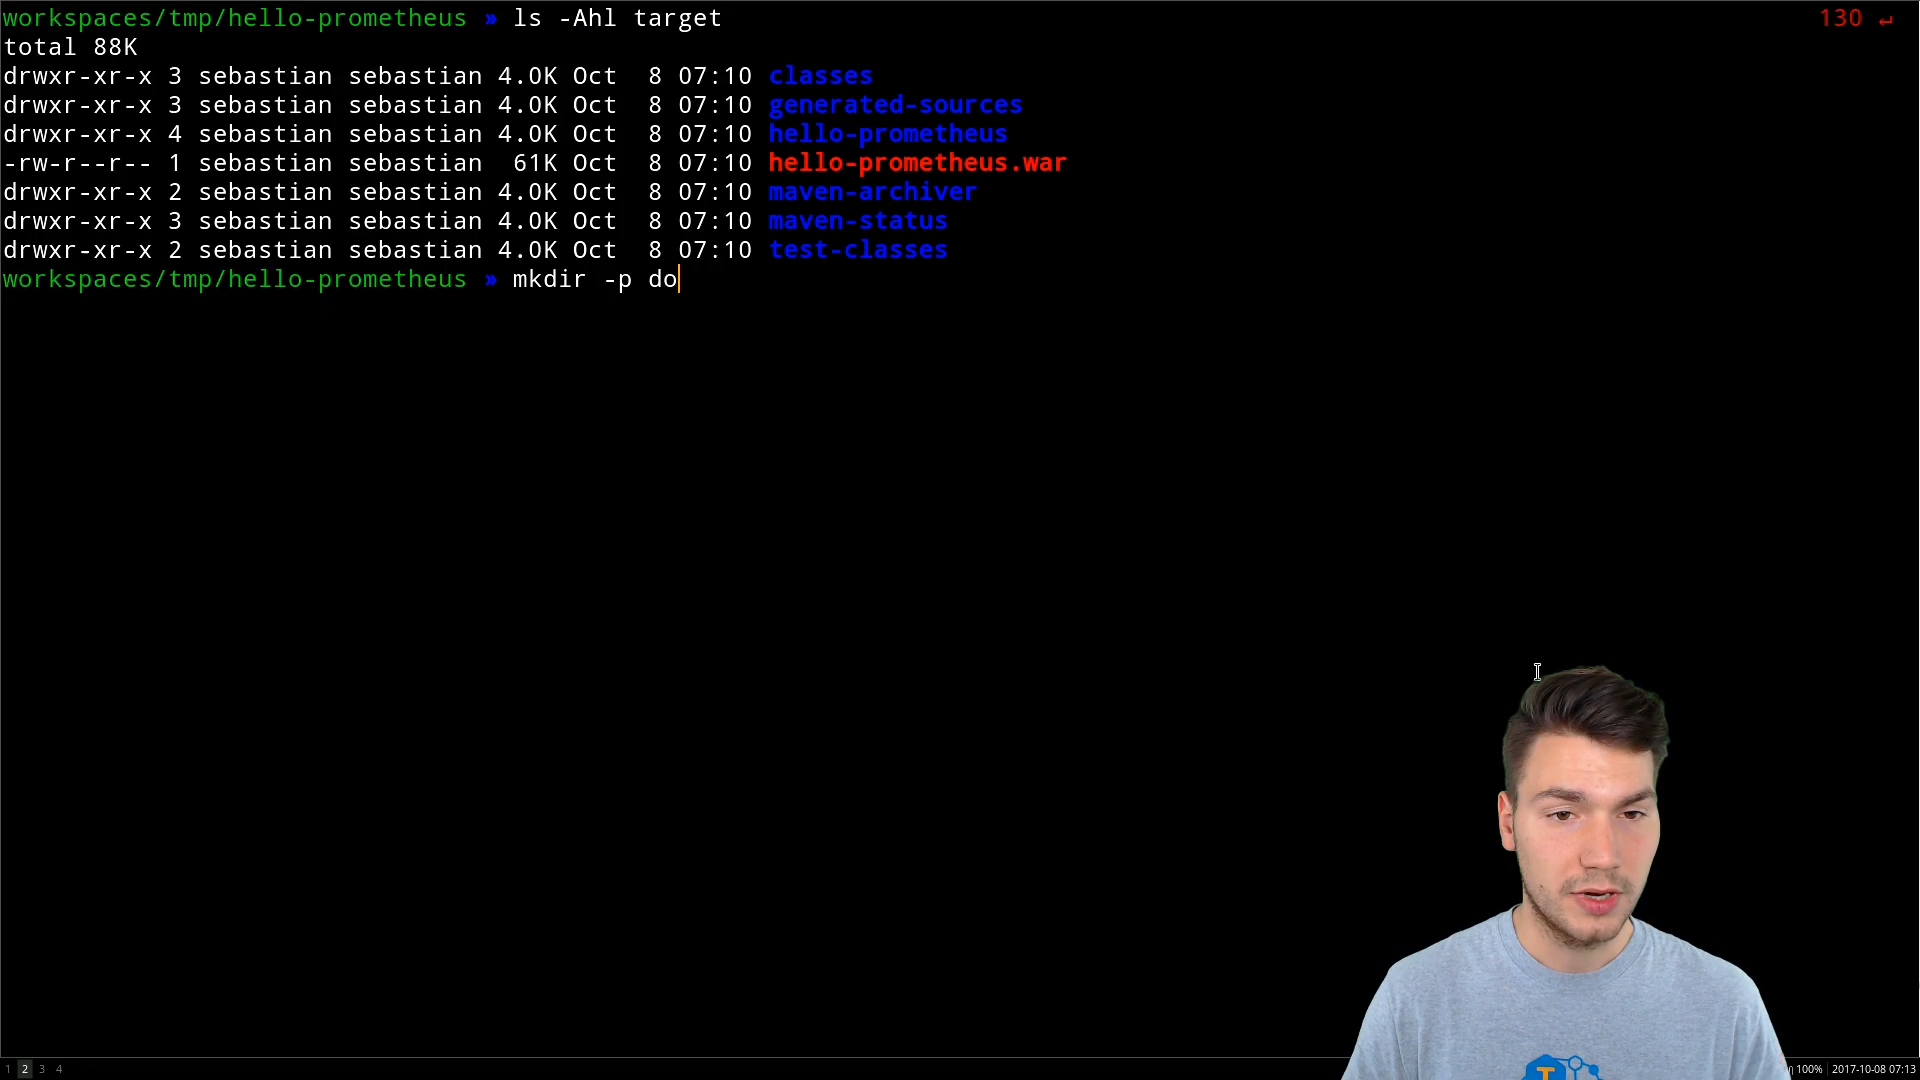 workspaces/tmp/hello-prometheus » ls -Ahl target 130 ↵
total 88K
drwxr-xr-x 3 sebastian sebastian 4.0K Oct  8 07:10 classes
drwxr-xr-x 3 sebastian sebastian 4.0K Oct  8 07:10 generated-sources
drwxr-xr-x 4 sebastian sebastian 4.0K Oct  8 07:10 hello-prometheus
-rw-r--r-- 1 sebastian sebastian  61K Oct  8 07:10 hello-prometheus.war
drwxr-xr-x 2 sebastian sebastian 4.0K Oct  8 07:10 maven-archiver
drwxr-xr-x 3 sebastian sebastian 4.0K Oct  8 07:10 maven-status
drwxr-xr-x 2 sebastian sebastian 4.0K Oct  8 07:10 test-classes
workspaces/tmp/hello-prometheus » mkdir -p do
T
1 2 3 4 100% 2017-10-08 07:13